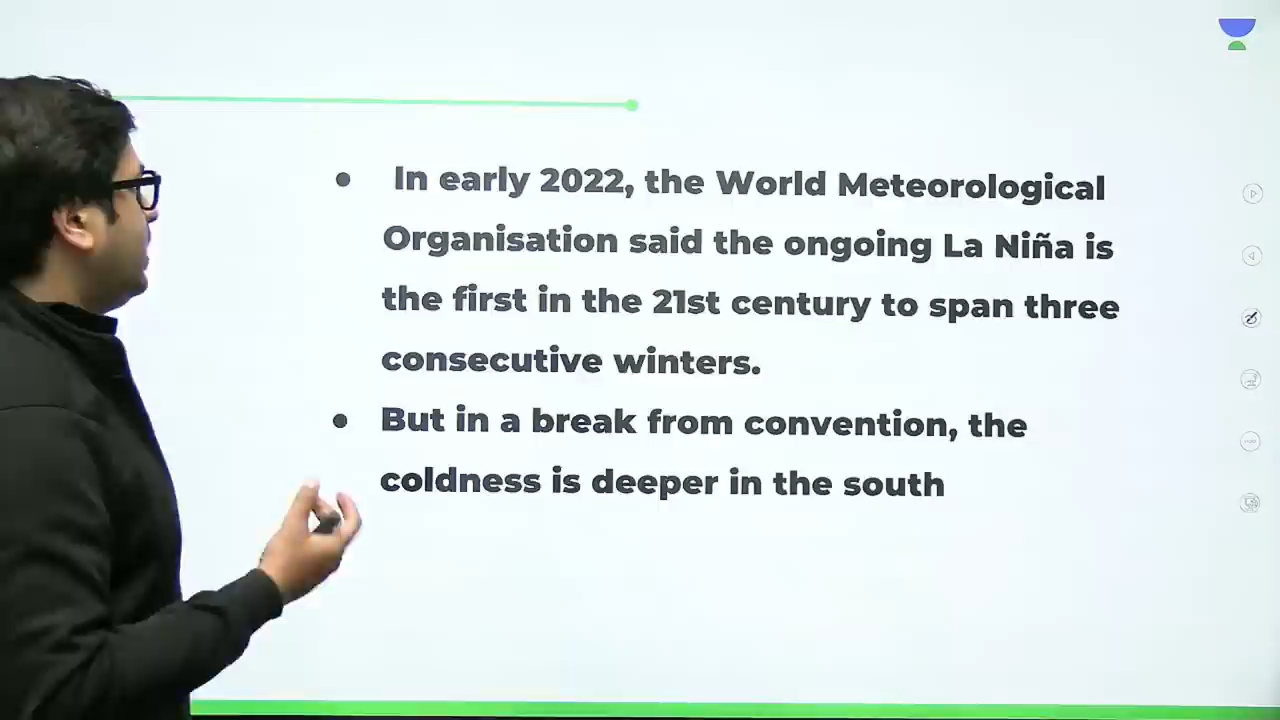 In early 2022, the World Meteorological
Organisation said the ongoing La Niña is
the first in the 21st century to span three
consecutive winters.
But in a break from convention, the
coldness is deeper in the south